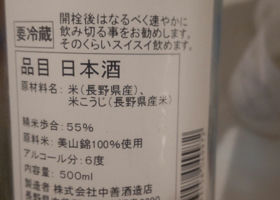 開栓後はなるべく速やかに
要冷蔵 飲み切る事をお勧めします。
そのくらいスイスイ飲めます。
品目 日本酒
原材料名: 米(長野県産)、
米こうじ(長野県産)
精米歩合: 55%
原料米: 美山錦100%使用
アルコール分: 6度
内容量: 500ml
製造者 株式会社中善酒造店